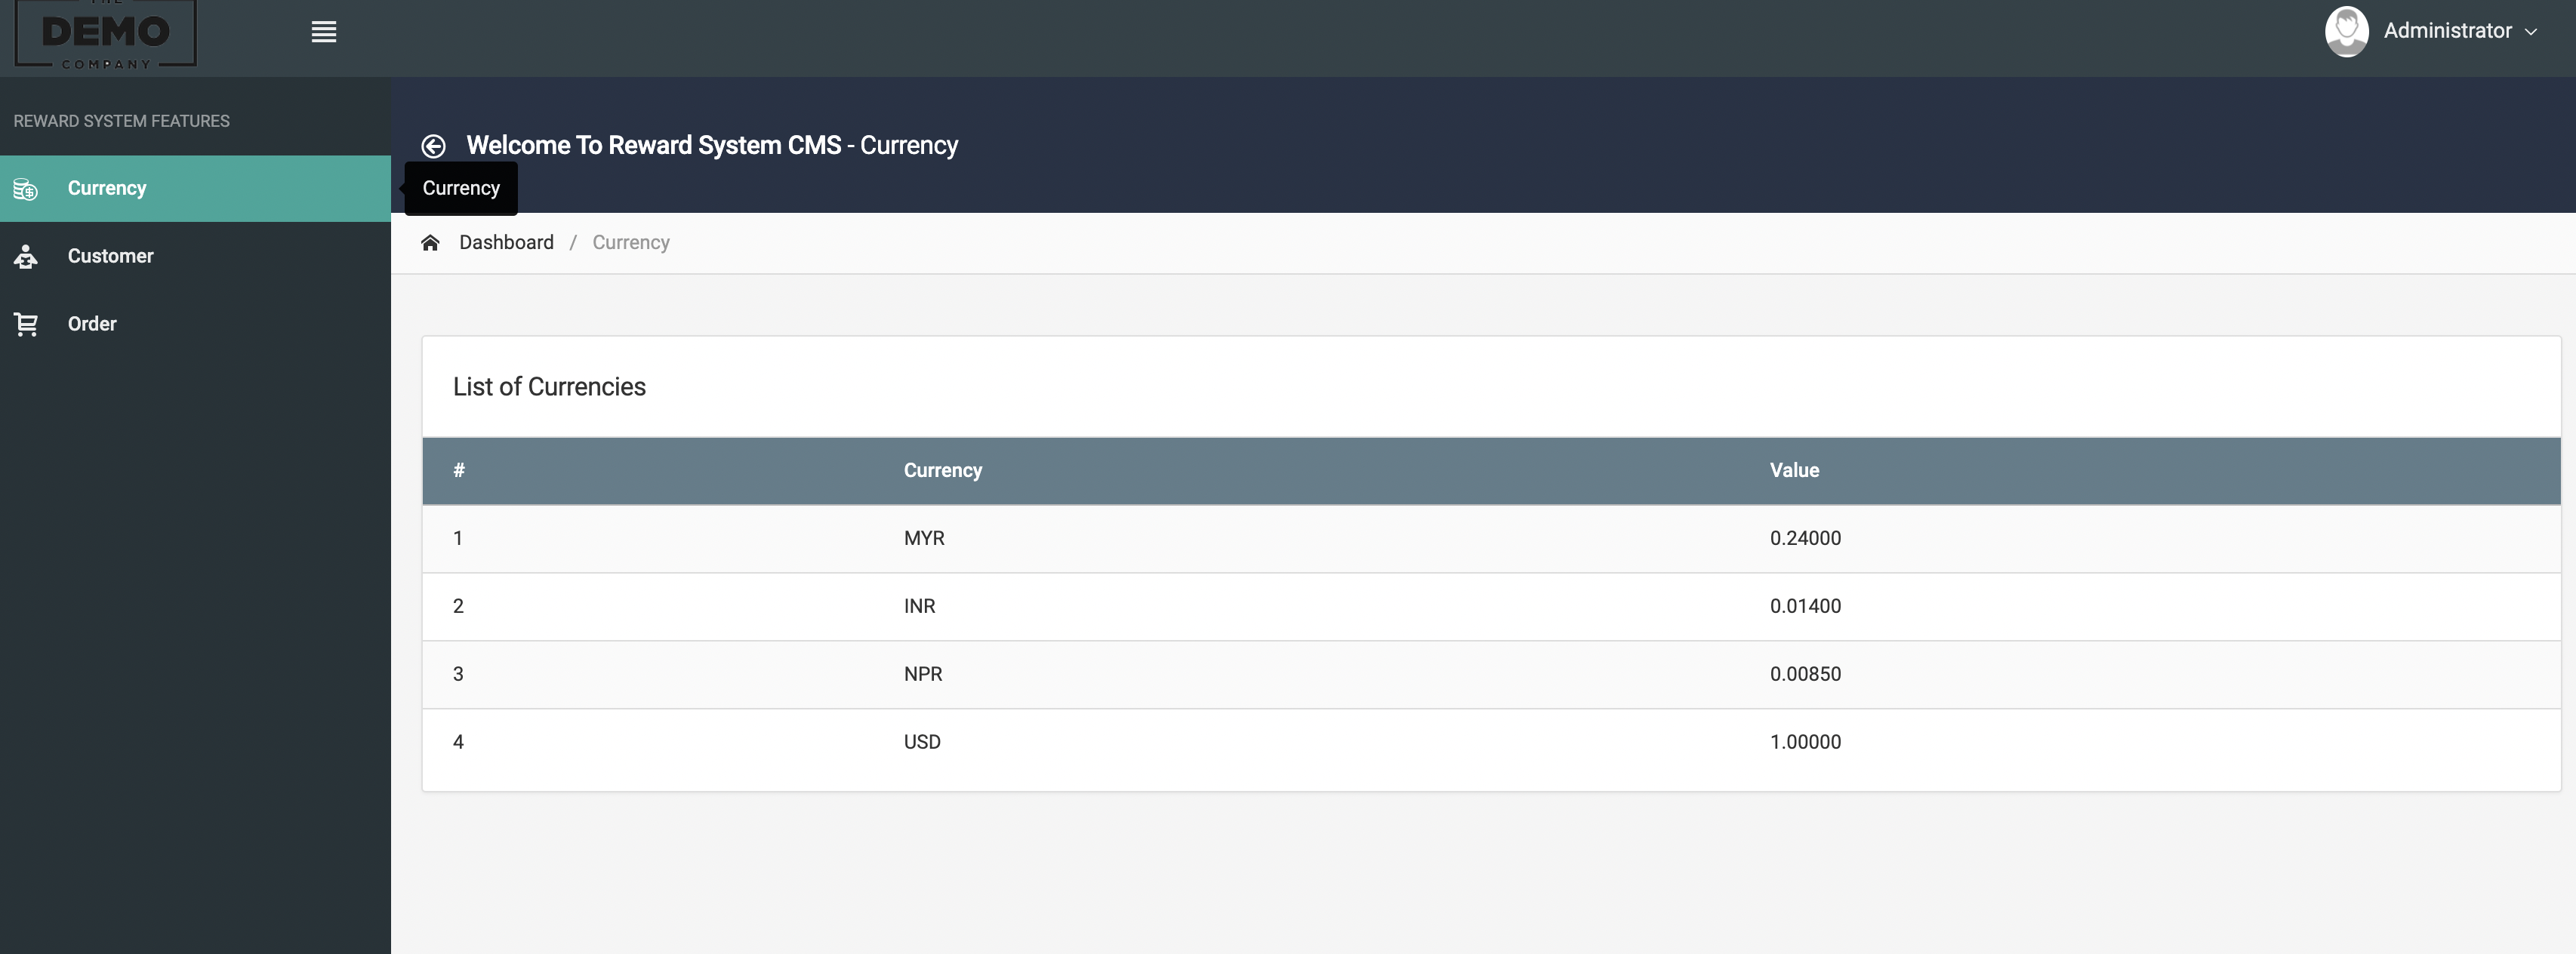 THE
DEMO
COMPANY
Administrator
REWARD SYSTEM FEATURES
Currency
Customer
Order
Welcome To Reward System CMS - Currency
Currency
Dashboard / Currency
List of Currencies
# Currency Value
1 MYR 0.24000
2 INR 0.01400
3 NPR 0.00850
4 USD 1.00000